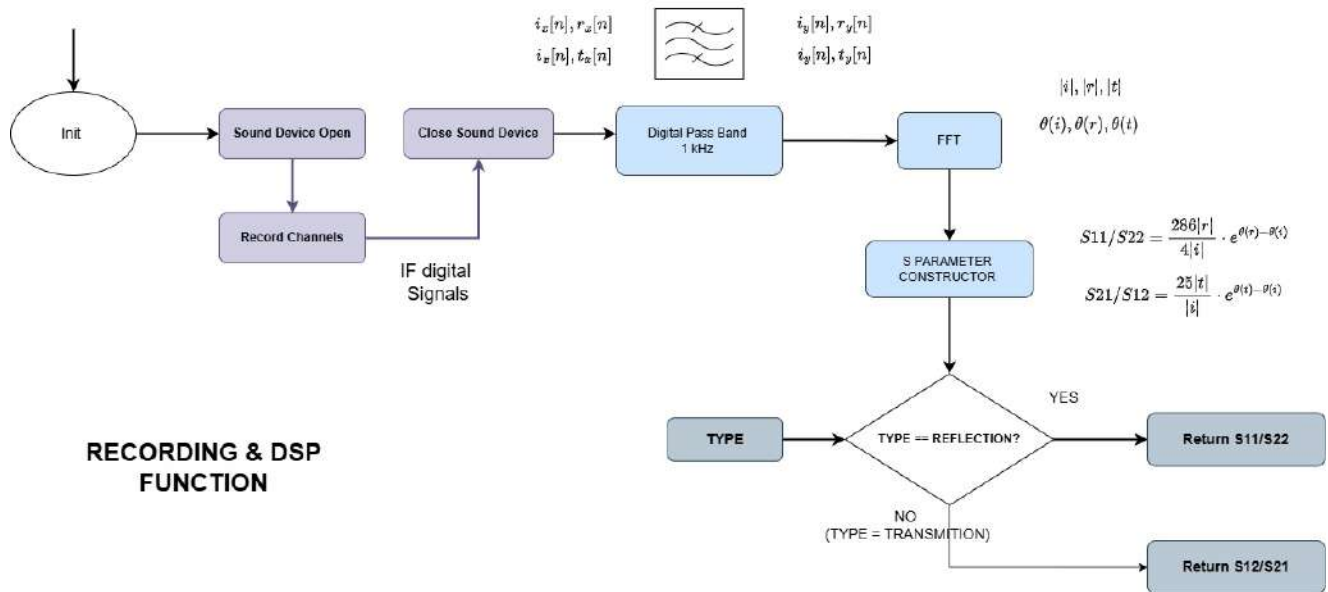 i_x[n], r_x[n]
i_x[n], t_x[n]
i_y[n], r_y[n]
i_y[n], t_y[n]
|i|, |r|, |t|
θ(i), θ(r), θ(t)
Init
Sound Device Open
Close Sound Device
Digital Pass Band
1 kHz
FFT
Record Channels
IF digital
Signals
S PARAMETER
CONSTRUCTOR
S11/S22 = \frac{286|r|}{4|i|} · e^{θ(r)−θ(i)}
S21/S12 = \frac{25|t|}{|i|} · e^{θ(t)−θ(i)}
YES
TYPE
TYPE == REFLECTION?
Return S11/S22
RECORDING & DSP
FUNCTION
NO
(TYPE = TRANSMITION)
Return S12/S21